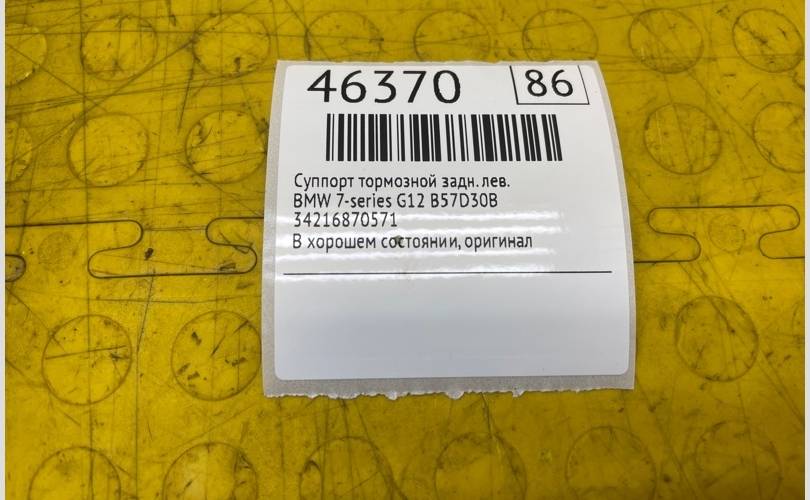 46370 86
Суппорт тормозной задн. лев.
BMW 7-series G12 B57D30B
34216870571
В хорошем состоянии, оригинал